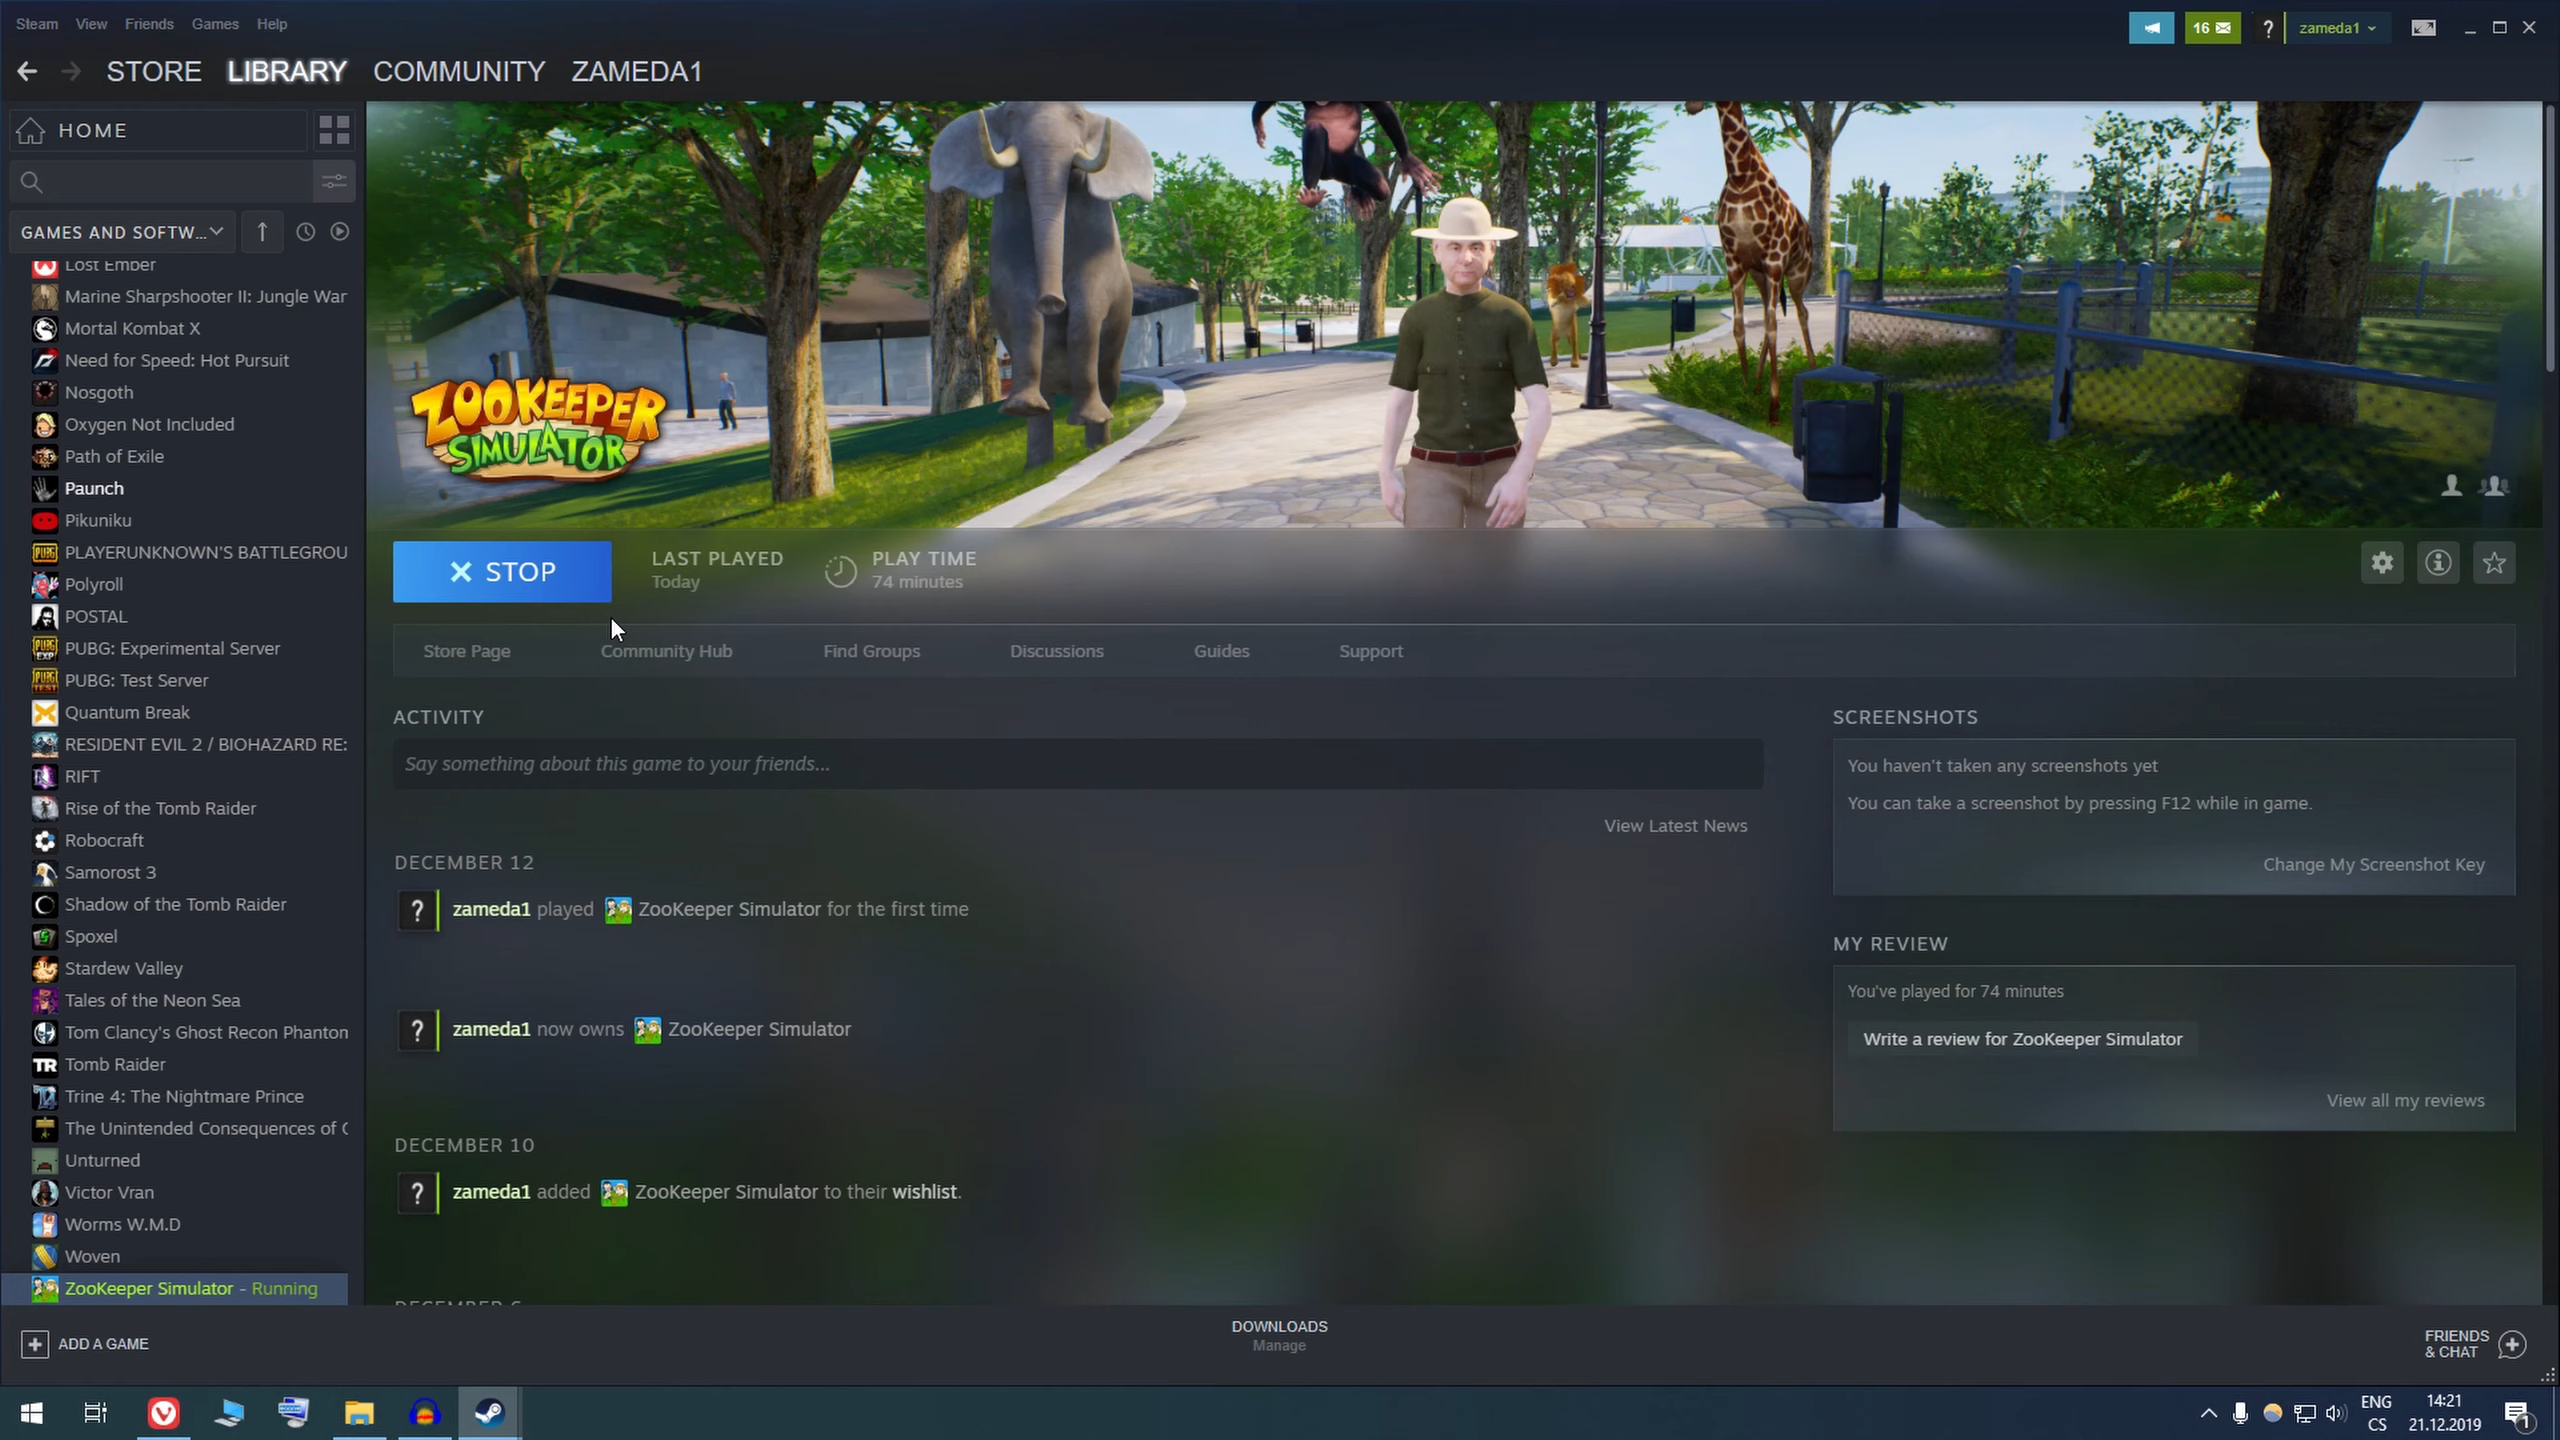 Steam View Friends Games Help
16
?
zameda1
STORE LIBRARY COMMUNITY ZAMEDA1
HOME
GAMES AND SOFTW...
Lost Ember
Marine Sharpshooter II: Jungle War
Mortal Kombat X
Need for Speed: Hot Pursuit
Nosgoth
Oxygen Not Included
Path of Exile
Paunch
Pikuniku
PLAYERUNKNOWN'S BATTLEGROU
Polyroll
POSTAL
PUBG: Experimental Server
PUBG: Test Server
Quantum Break
RESIDENT EVIL 2 / BIOHAZARD RE:
RIFT
Rise of the Tomb Raider
Robocraft
Samorost 3
Shadow of the Tomb Raider
Spoxel
Stardew Valley
Tales of the Neon Sea
Tom Clancy's Ghost Recon Phantom
Tomb Raider
Trine 4: The Nightmare Prince
The Unintended Consequences of C
Unturned
Victor Vran
Worms W.M.D
Woven
ZooKeeper Simulator - Running
ZOOKEEPER
SIMULATOR
STOP
LAST PLAYED
Today
PLAY TIME
74 minutes
Store Page Community Hub Find Groups Discussions Guides Support
ACTIVITY
Say something about this game to your friends...
View Latest News
DECEMBER 12
? zameda1 played ZooKeeper Simulator for the first time
? zameda1 now owns ZooKeeper Simulator
DECEMBER 10
? zameda1 added ZooKeeper Simulator to their wishlist.
SCREENSHOTS
You haven't taken any screenshots yet
You can take a screenshot by pressing F12 while in game.
Change My Screenshot Key
MY REVIEW
You've played for 74 minutes
Write a review for ZooKeeper Simulator
View all my reviews
ADD A GAME
DOWNLOADS
Manage
FRIENDS
& CHAT
ENG
CS
14:21
21.12.2019
1